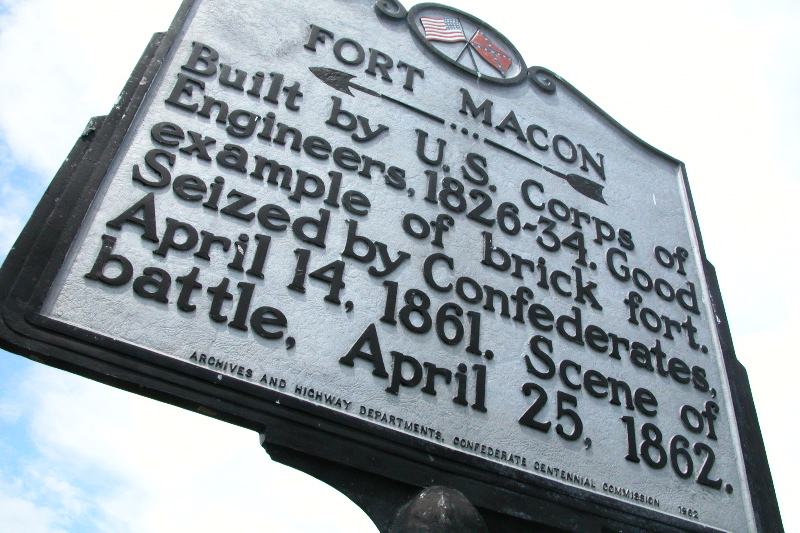 FORT MACON
Built by U.S. Corps of
Engineers, 1826-34. Good
example of brick fort.
Seized by Confederates,
April 14, 1861. Scene of
battle, April 25, 1862.
ARCHIVES AND HIGHWAY DEPARTMENTS, CONFEDERATE CENTENNIAL COMMISSION 1962